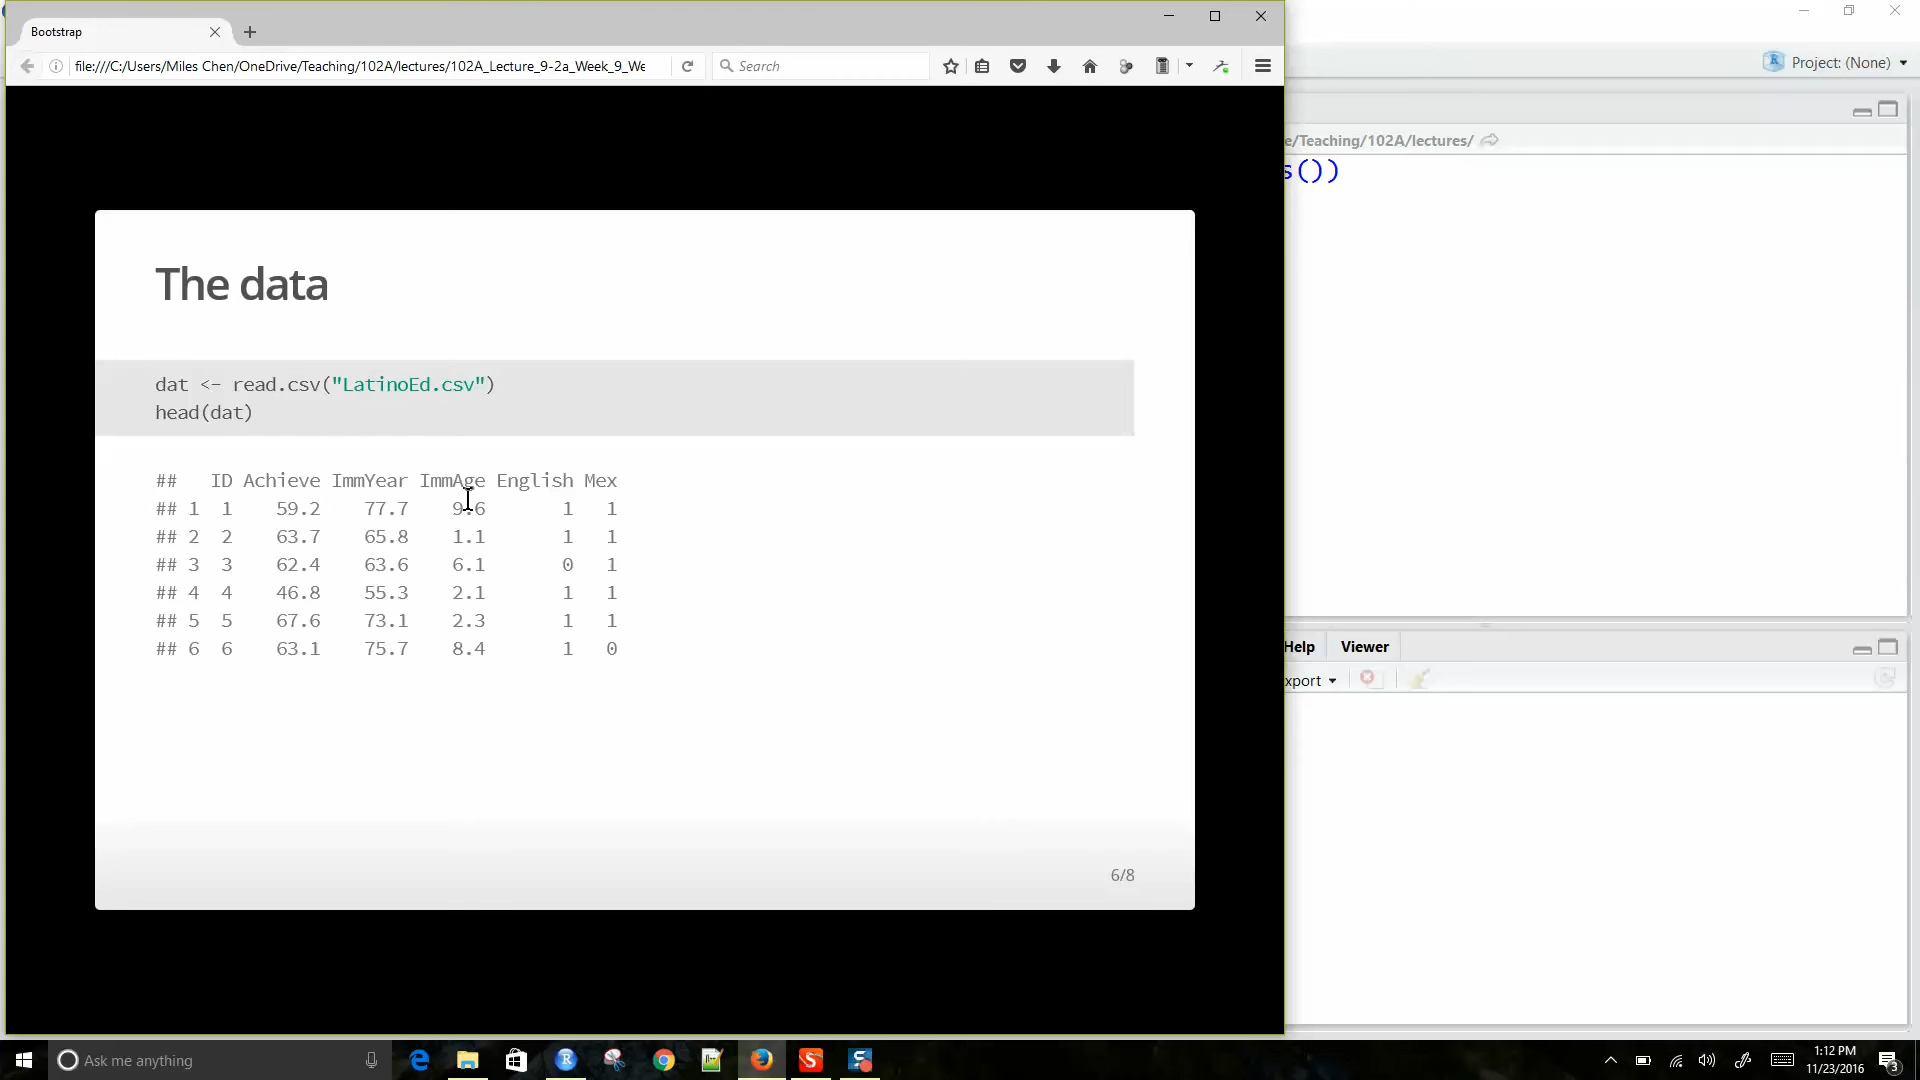 Bootstrap
file:///C:/Users/Miles Chen/OneDrive/Teaching/102A/lectures/102A_Lecture_9-2a_Week_9_We
Search
Project: (None)
e/Teaching/102A/lectures/
s())
The data
dat <- read.csv("LatinoEd.csv")
head(dat)
##   ID Achieve ImmYear ImmAge English Mex
## 1  1    59.2    77.7    9.6       1   1
## 2  2    63.7    65.8    1.1       1   1
## 3  3    62.4    63.6    6.1       0   1
## 4  4    46.8    55.3    2.1       1   1
## 5  5    67.6    73.1    2.3       1   1
## 6  6    63.1    75.7    8.4       1   0
6/8
Help Viewer
xport
Ask me anything
1:12 PM
11/23/2016
3